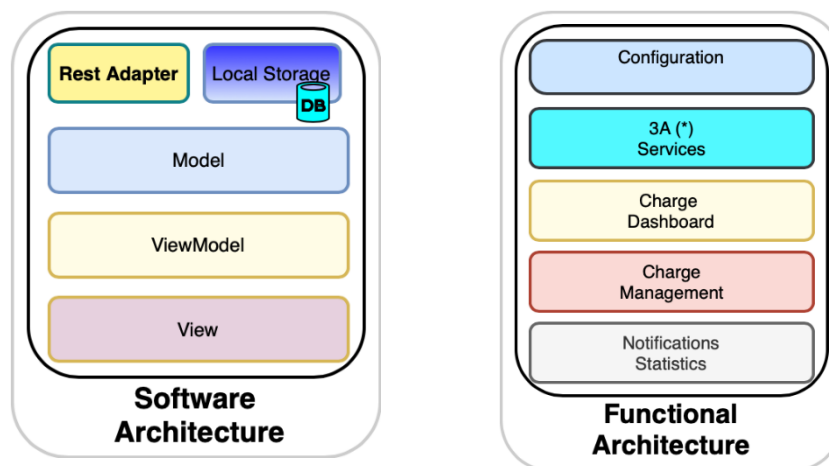 Rest Adapter
Local Storage
DB
Model
ViewModel
View
Software
Architecture
Configuration
3A (*)
Services
Charge
Dashboard
Charge
Management
Notifications
Statistics
Functional
Architecture